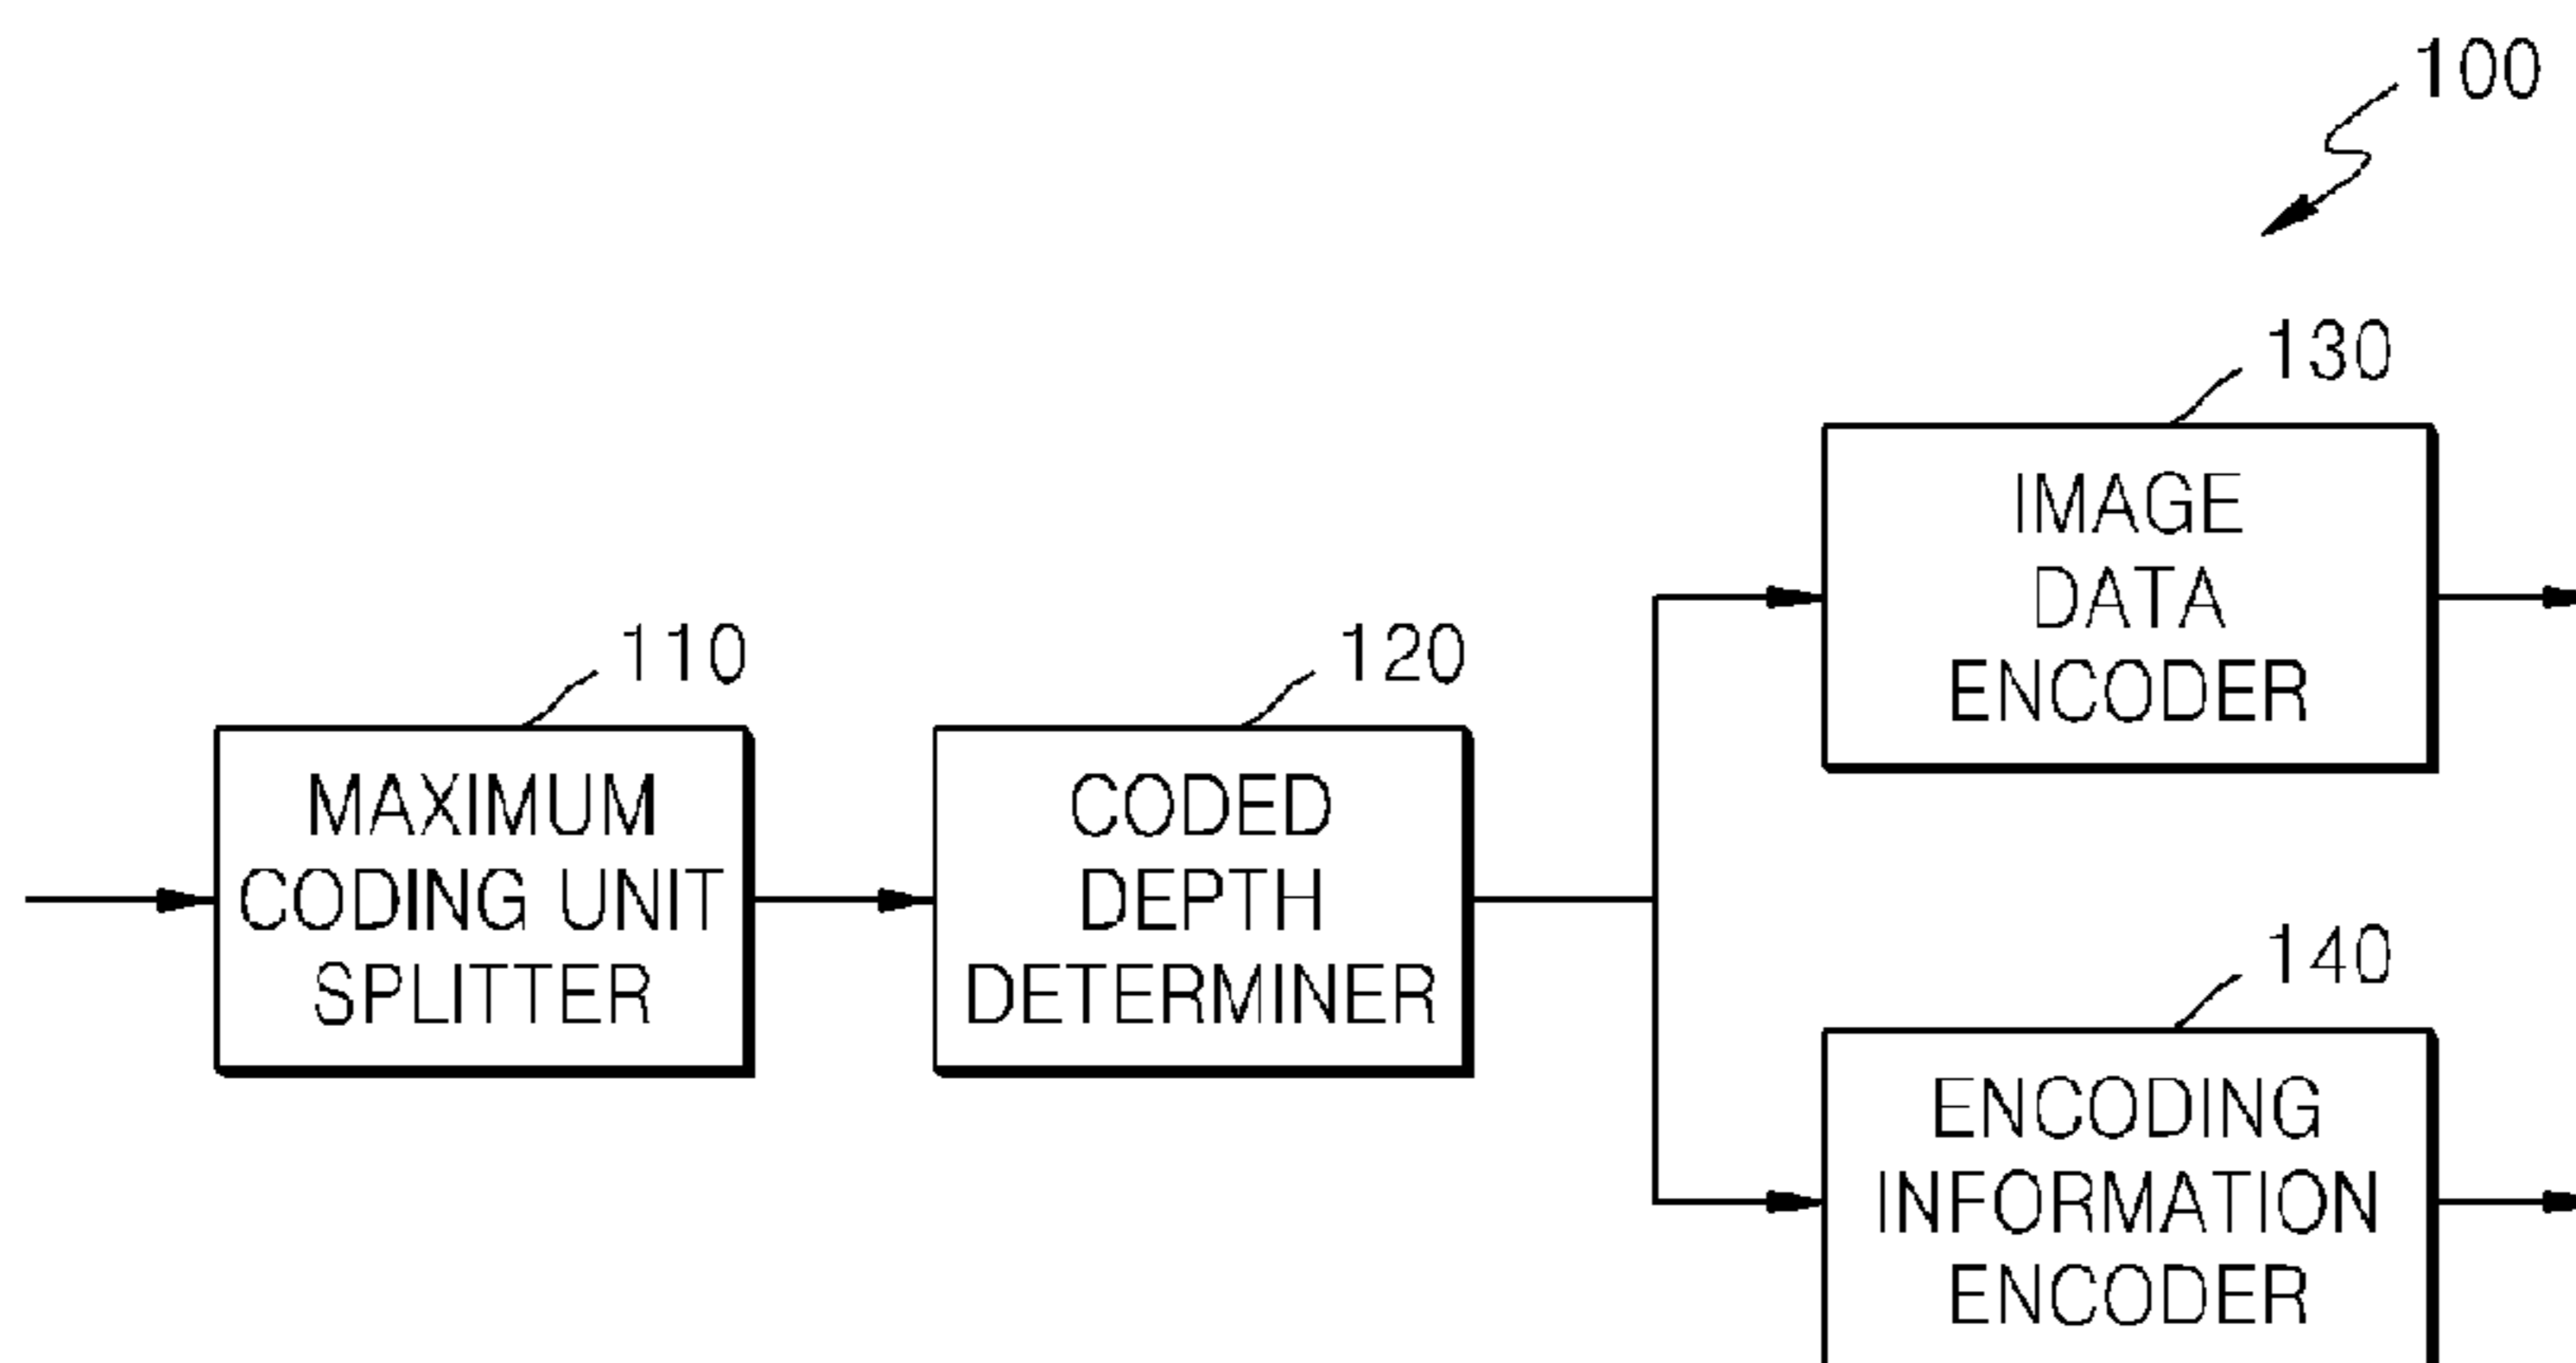 100
130
IMAGE
DATA
ENCODER
110
MAXIMUM
CODING UNIT
SPLITTER
120
CODED
DEPTH
DETERMINER
140
ENCODING
INFORMATION
ENCODER